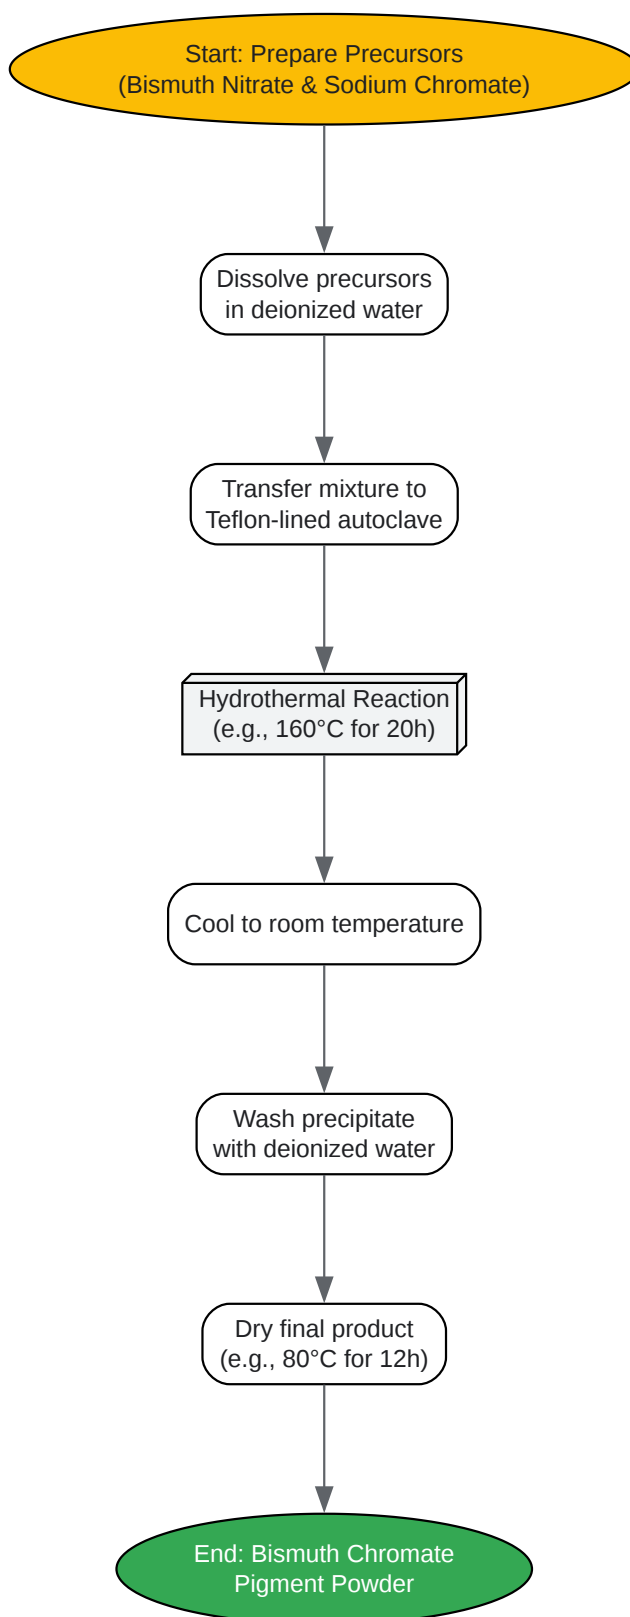 Start: Prepare Precursors
(Bismuth Nitrate & Sodium Chromate)
Dissolve precursors
in deionized water
Transfer mixture to
Teflon-lined autoclave
Hydrothermal Reaction
(e.g., 160°C for 20h)
Cool to room temperature
Wash precipitate
with deionized water
Dry final product
(e.g., 80°C for 12h)
End: Bismuth Chromate
Pigment Powder